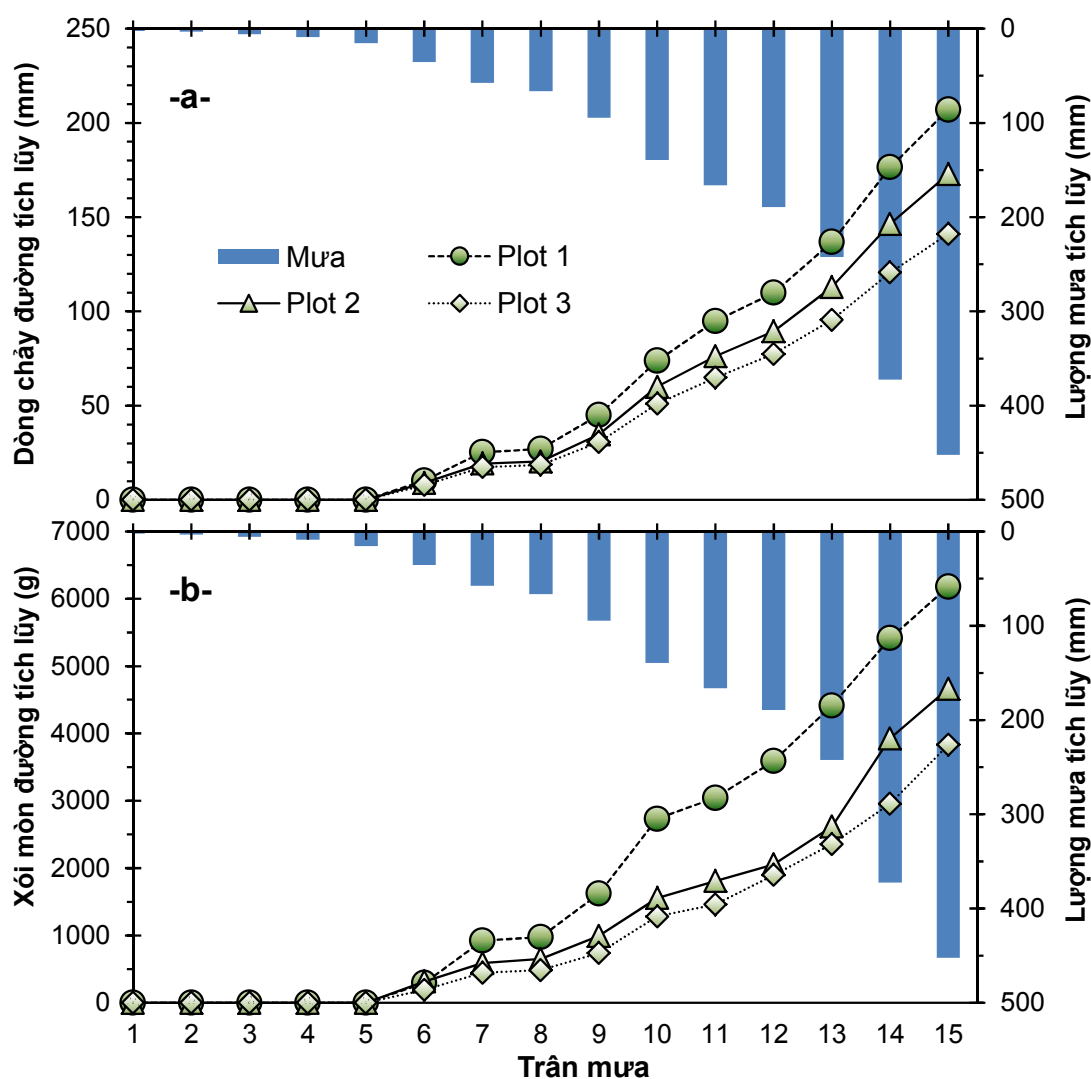 Dòng chảy đường tích lũy (mm)
250
200
150
100
50
0
-a-
Mưa
Plot 1
Plot 2
Plot 3
0
100
200
300
400
500
Lượng mưa tích lũy (mm)
Xói mòn đường tích lũy (g)
7000
6000
5000
4000
3000
2000
1000
0
-b-
0
100
200
300
400
500
Lượng mưa tích lũy (mm)
1 2 3 4 5 6 7 8 9 10 11 12 13 14 15
Trân mưa